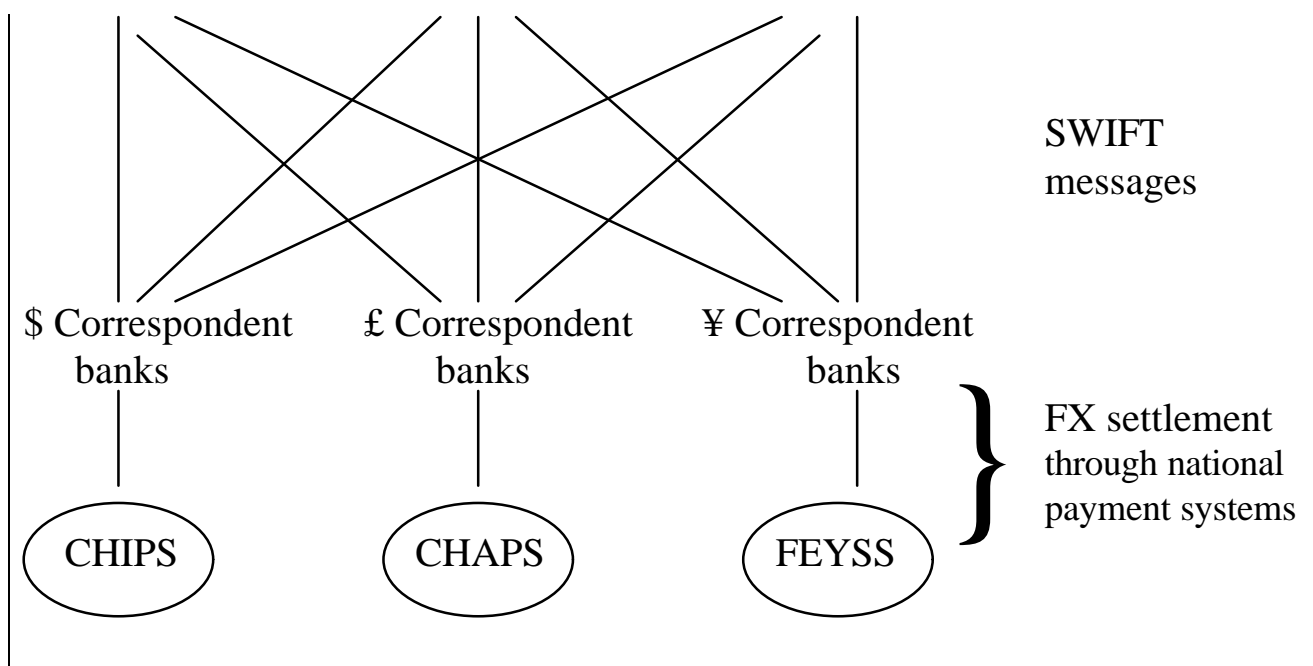 SWIFT
messages
$ Correspondent
banks
£ Correspondent
banks
¥ Correspondent
banks
FX settlement
through national
payment systems
CHIPS
CHAPS
FEYSS